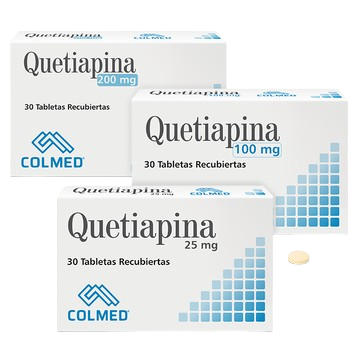 Quetiapina
200 mg
30 Tabletas Recubiertas
COLMED
Quetiapina
100 mg
30 Tabletas Recubiertas
COLMED
Quetiapina
25 mg
30 Tabletas Recubiertas
COLMED